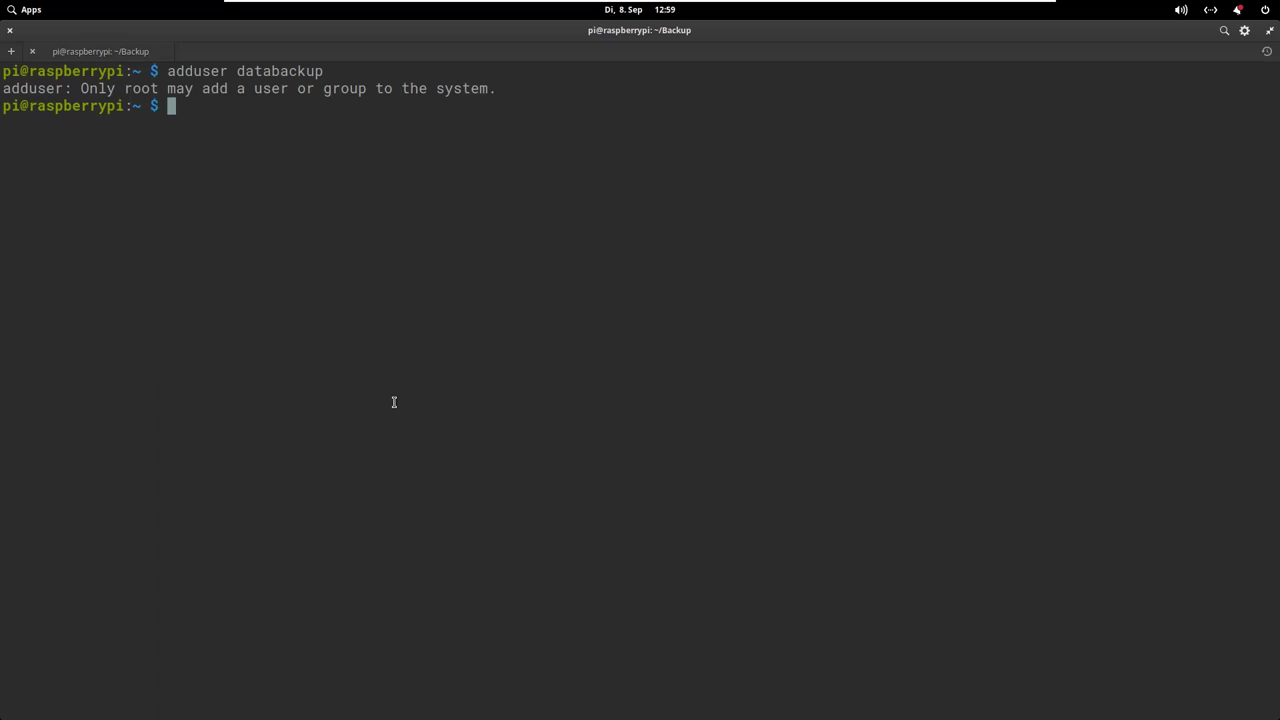 Apps
Di, 8. Sep 12:59
pi@raspberrypi: ~/Backup
pi@raspberrypi: ~/Backup
pi@raspberrypi:~ $ adduser databackup
adduser: Only root may add a user or group to the system.
pi@raspberrypi:~ $